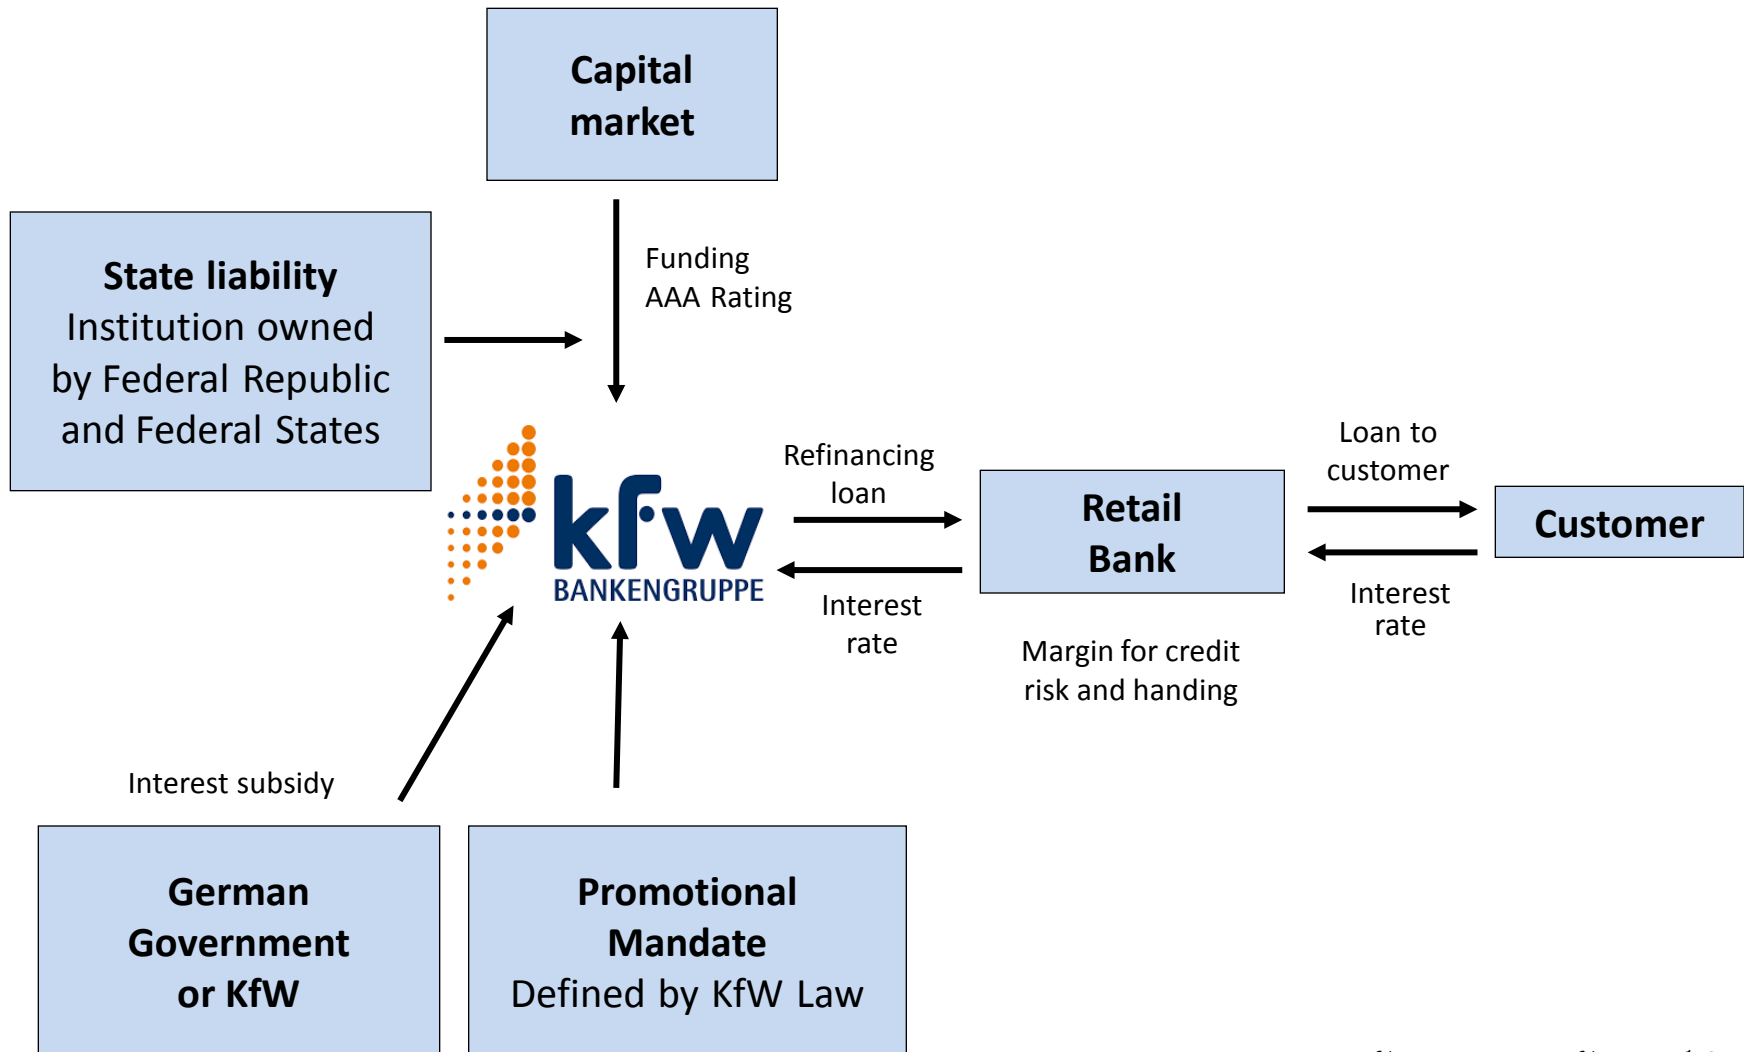 Capital
market
State liability
Institution owned
by Federal Republic
and Federal States
Funding
AAA Rating
kfw
BANKENGRUPPE
Refinancing
loan
Interest
rate
Retail
Bank
Margin for credit
risk and handing
Loan to
customer
Interest
rate
Customer
Interest subsidy
German
Government
or KfW
Promotional
Mandate
Defined by KfW Law